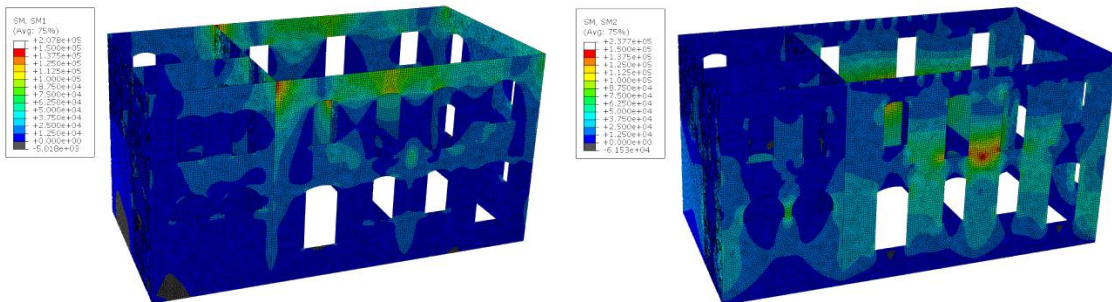 SM, SM1
(Avg: 75%)
+2.078e+05
+1.500e+05
+1.375e+05
+1.250e+05
+1.125e+05
+1.000e+05
+8.750e+04
+7.500e+04
+6.250e+04
+5.000e+04
+3.750e+04
+2.500e+04
+1.250e+04
+0.000e+00
-5.018e+03
SM, SM2
(Avg: 75%)
+2.377e+05
+1.500e+05
+1.375e+05
+1.250e+05
+1.125e+05
+1.000e+05
+8.750e+04
+7.500e+04
+6.250e+04
+5.000e+04
+3.750e+04
+2.500e+04
+1.250e+04
+0.000e+00
-6.153e+04